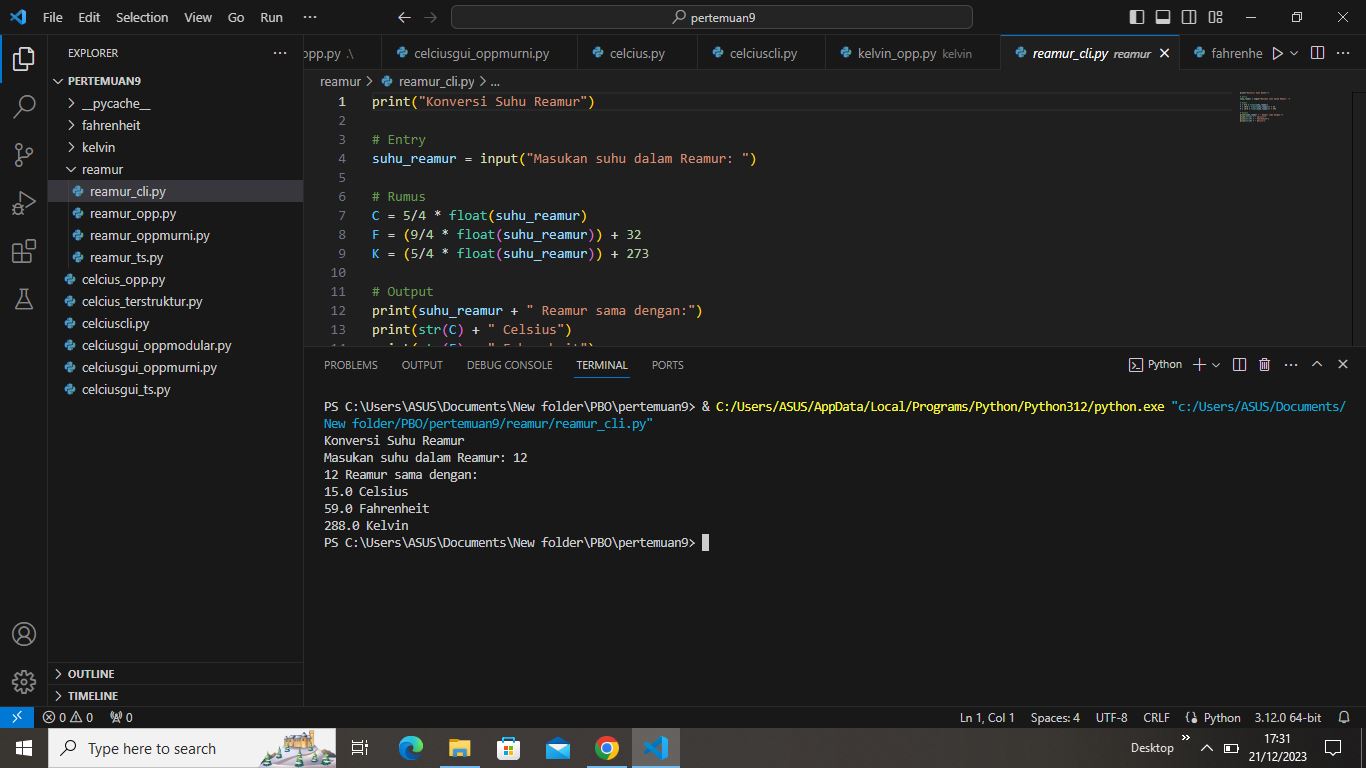 File Edit Selection View Go Run ··· pertemuan9
EXPLORER
PERTEMUAN9
__pycache__
fahrenheit
kelvin
reamur
reamur_cli.py
reamur_opp.py
reamur_oppmurni.py
reamur_ts.py
celcius_opp.py
celcius_terstruktur.py
celciuscli.py
celciusgui_oppmodular.py
celciusgui_oppmurni.py
celciusgui_ts.py
OUTLINE
TIMELINE
opp.py .\ celciusgui_oppmurni.py celcius.py celciuscli.py kelvin_opp.py kelvin reamur_cli.py reamur fahrenhe
reamur > reamur_cli.py > ...
1 print("Konversi Suhu Reamur")
2
3 # Entry
4 suhu_reamur = input("Masukan suhu dalam Reamur: ")
5
6 # Rumus
7 C = 5/4 * float(suhu_reamur)
8 F = (9/4 * float(suhu_reamur)) + 32
9 K = (5/4 * float(suhu_reamur)) + 273
10
11 # Output
12 print(suhu_reamur + " Reamur sama dengan:")
13 print(str(C) + " Celsius")
PROBLEMS OUTPUT DEBUG CONSOLE TERMINAL PORTS Python
PS C:\Users\ASUS\Documents\New folder\PBO\pertemuan9> & C:/Users/ASUS/AppData/Local/Programs/Python/Python312/python.exe "c:/Users/ASUS/Documents/
New folder/PBO/pertemuan9/reamur/reamur_cli.py"
Konversi Suhu Reamur
Masukan suhu dalam Reamur: 12
12 Reamur sama dengan:
15.0 Celsius
59.0 Fahrenheit
288.0 Kelvin
PS C:\Users\ASUS\Documents\New folder\PBO\pertemuan9>
0 0 0 Ln 1, Col 1 Spaces: 4 UTF-8 CRLF Python 3.12.0 64-bit
Type here to search Desktop 17:31
21/12/2023